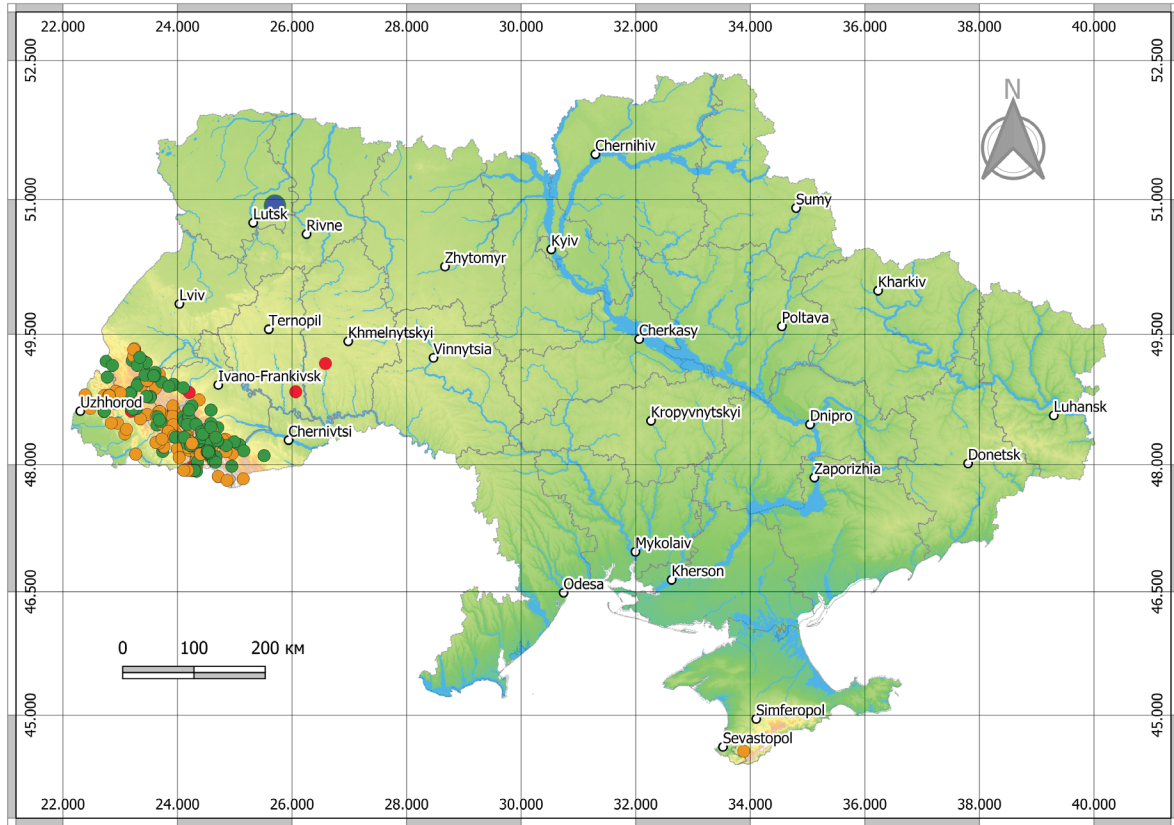 22.000 24.000 26.000 28.000 30.000 32.000 34.000 36.000 38.000 40.000
52.500 52.500
N
Chernihiv
51.000 51.000
Sumy
Lutsk
Rivne
Kyiv
Zhytomyr
Kharkiv
Lviv
Ternopil
Poltava
Khmelnytskyi
Cherkasy
49.500 49.500
Vinnytsia
Ivano-Frankivsk
Uzhhorod
Luhansk
Kropyvnytskyi
Dnipro
Chernivtsi
Donetsk
48.000 48.000
Zaporizhia
Mykolaiv
Kherson
Odesa
46.500 46.500
0 100 200 км
Simferopol
45.000 45.000
Sevastopol
22.000 24.000 26.000 28.000 30.000 32.000 34.000 36.000 38.000 40.000